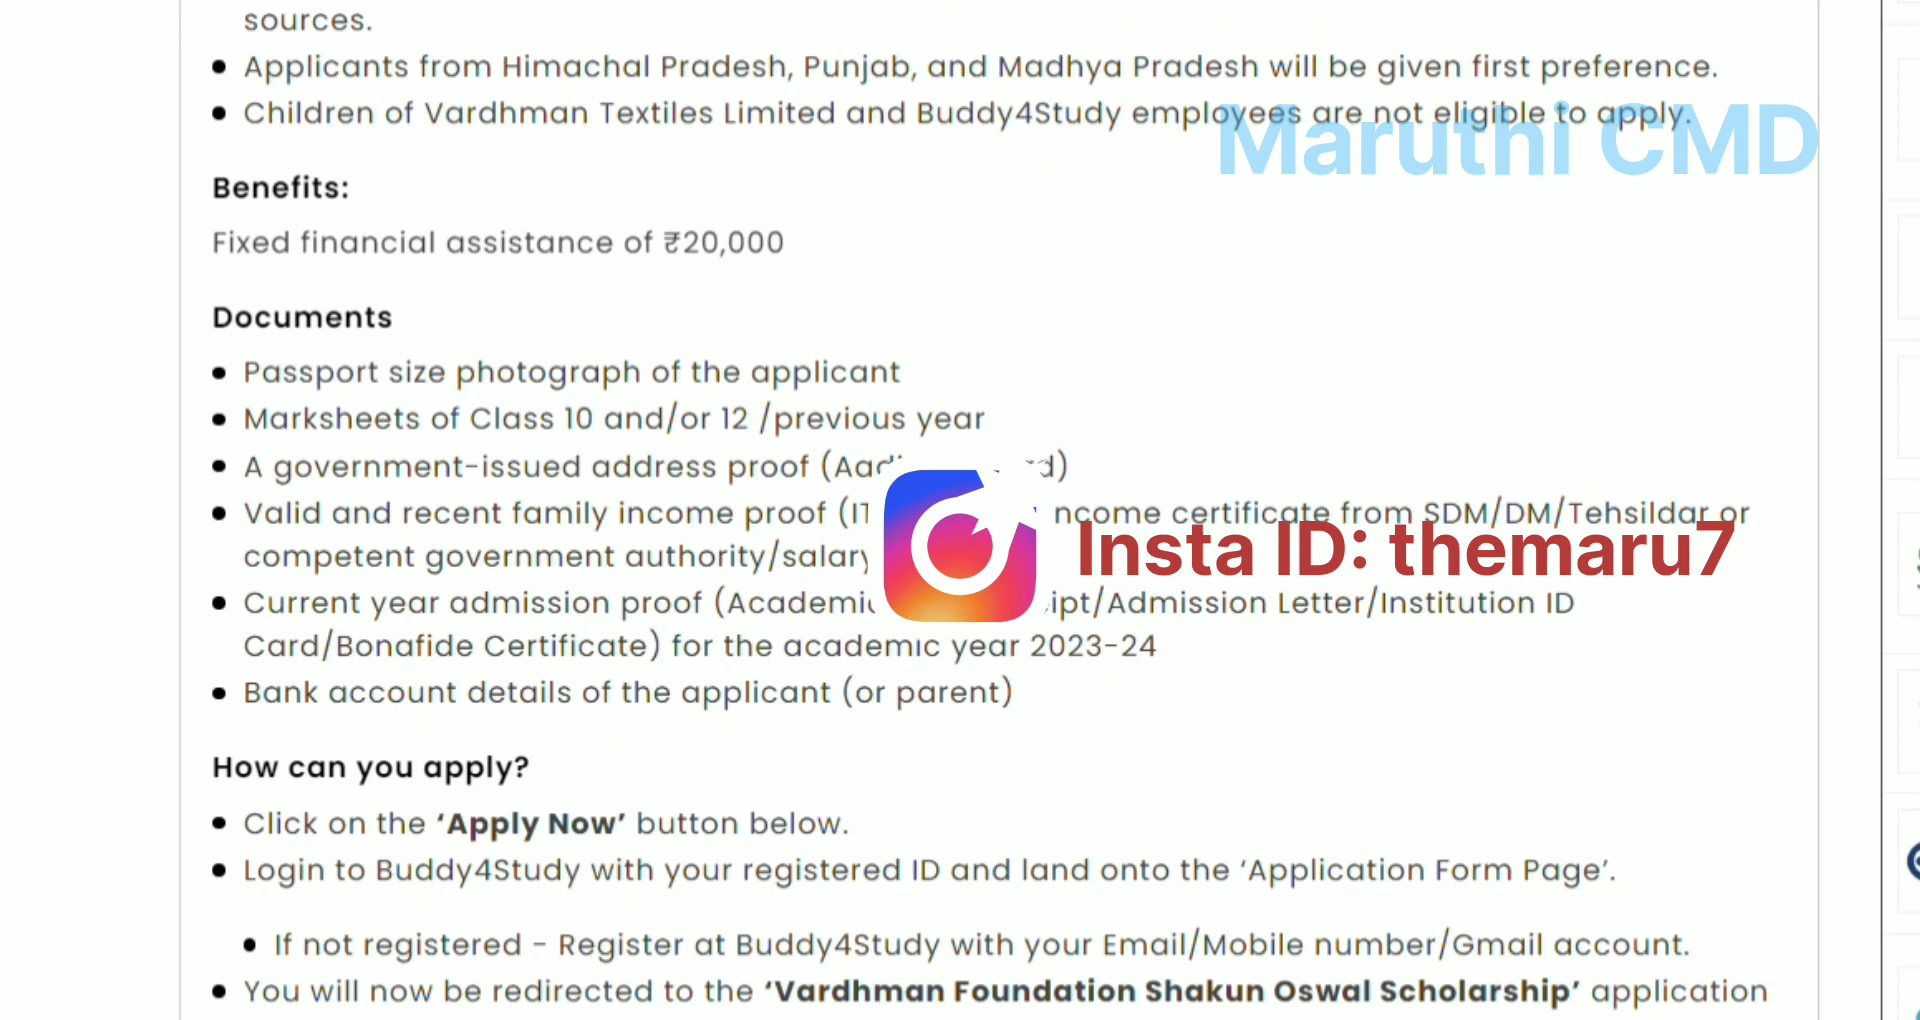 sources.
Applicants from Himachal Pradesh, Punjab, and Madhya Pradesh will be given first preference.
Children of Vardhman Textiles Limited and Buddy4Study employees are not eligible to apply.
Maruthi CMD
Benefits:
Fixed financial assistance of ₹20,000
Documents
Passport size photograph of the applicant
Marksheets of Class 10 and/or 12 /previous year
A government-issued address proof
Valid and recent family income proof ncome certificate from SDM/DM/Tehsildar or
competent government authority/salary
Insta ID: themaru7
Current year admission proof (Academic ipt/Admission Letter/Institution ID
Card/Bonafide Certificate) for the academic year 2023-24
Bank account details of the applicant (or parent)
How can you apply?
Click on the ‘Apply Now’ button below.
Login to Buddy4Study with your registered ID and land onto the ‘Application Form Page’.
If not registered - Register at Buddy4Study with your Email/Mobile number/Gmail account.
You will now be redirected to the ‘Vardhman Foundation Shakun Oswal Scholarship’ application